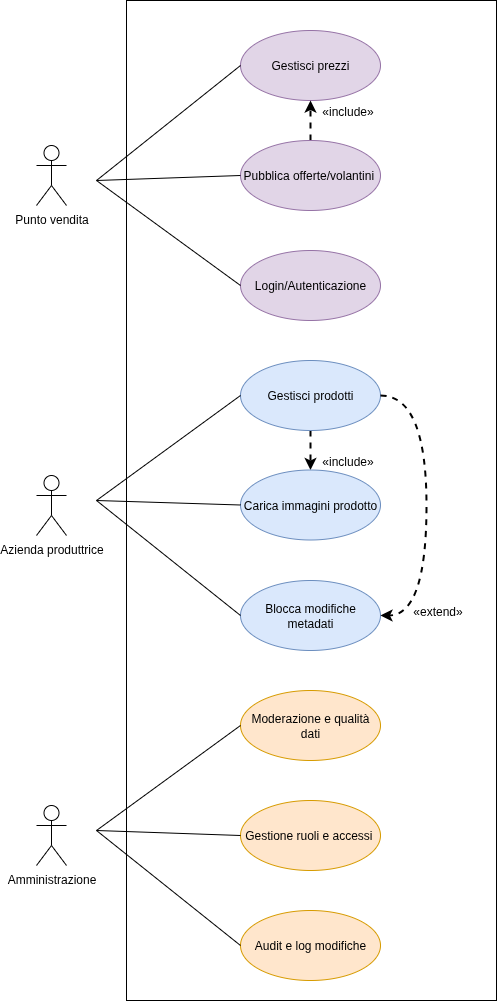 Gestisci prezzi
«include»
Pubblica offerte/volantini
Punto vendita
Login/Autenticazione
Gestisci prodotti
«include»
Carica immagini prodotto
Azienda produttrice
Blocca modifiche
metadati
«extend»
Moderazione e qualità
dati
Gestione ruoli e accessi
Amministrazione
Audit e log modifiche